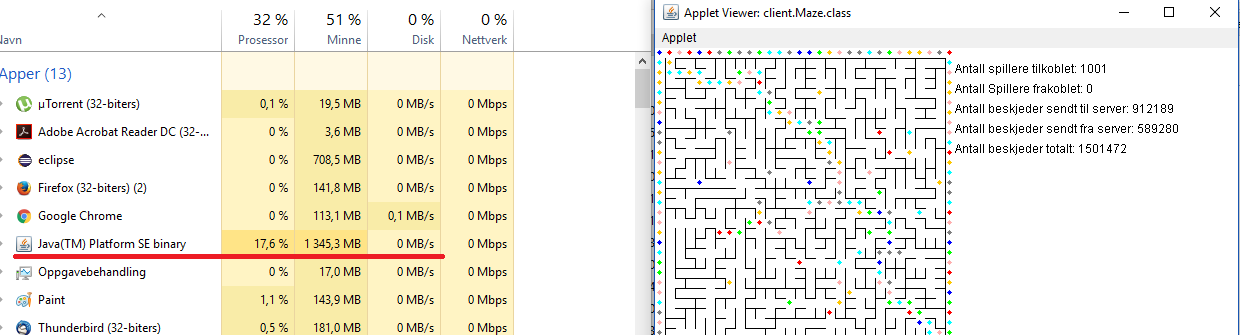 32 % 51 % 0 % 0 %
Navn Prosessor Minne Disk Nettverk
Apper (13)
µTorrent (32-biters) 0,1 % 19,5 MB 0 MB/s 0 Mbps
Adobe Acrobat Reader DC (32-... 0 % 3,6 MB 0 MB/s 0 Mbps
eclipse 0 % 708,5 MB 0 MB/s 0 Mbps
Firefox (32-biters) (2) 0 % 141,8 MB 0 MB/s 0 Mbps
Google Chrome 0 % 113,1 MB 0,1 MB/s 0 Mbps
Java(TM) Platform SE binary 17,6 % 1 345,3 MB 0 MB/s 0 Mbps
Oppgavebehandling 0 % 17,0 MB 0 MB/s 0 Mbps
Paint 1,1 % 143,9 MB 0 MB/s 0 Mbps
Thunderbird (32-biters) 0,5 % 181,0 MB 0 MB/s 0 Mbps
Applet Viewer: client.Maze.class
Applet
Antall spillere tilkoblet: 1001
Antall Spillere frakoblet: 0
Antall beskjeder sendt til server: 912189
Antall beskjeder sendt fra server: 589280
Antall beskjeder totalt: 1501472